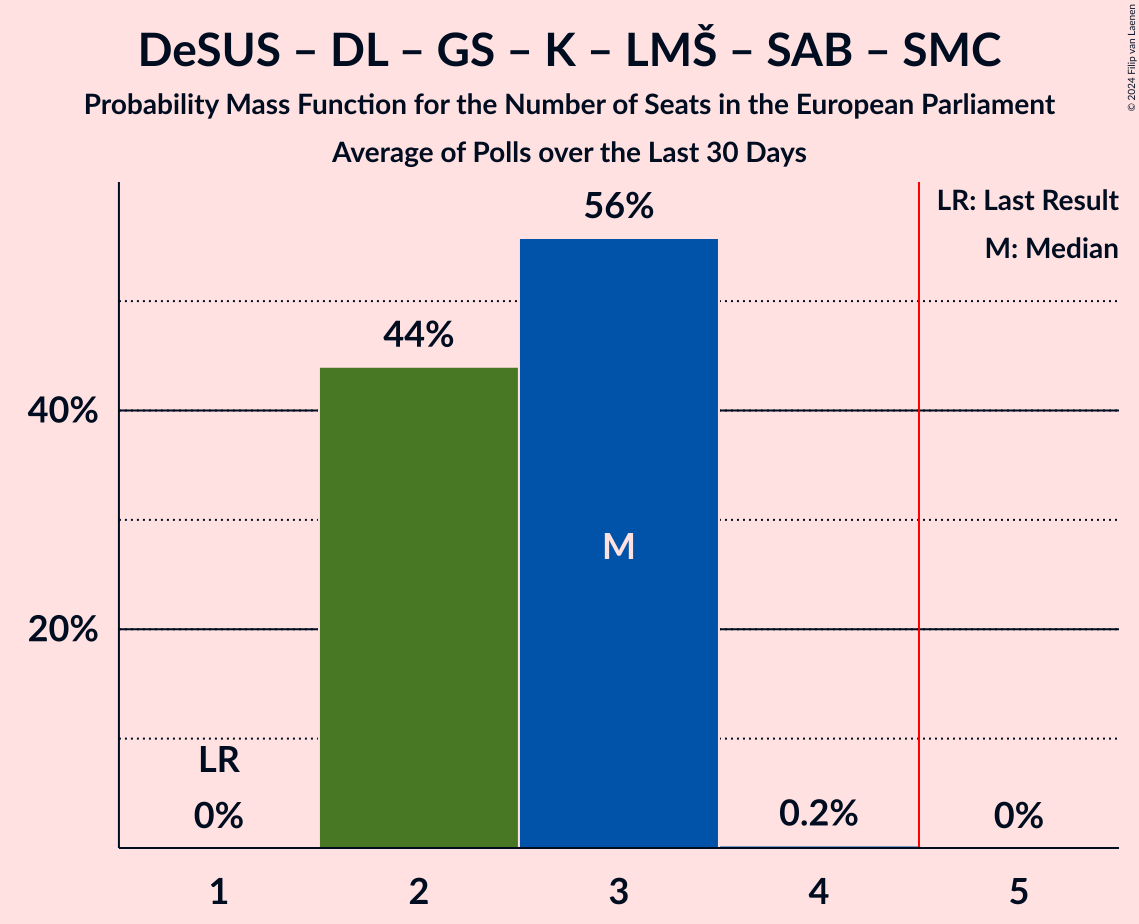 DeSUS – DL – GS – K – LMŠ – SAB – SMC
Probability Mass Function for the Number of Seats in the European Parliament
Average of Polls over the Last 30 Days
© 2024 Filip van Laenen
LR: Last Result
M: Median
56%
44%
40%
M
20%
LR
0%
0.2%
0%
1
2
3
4
5